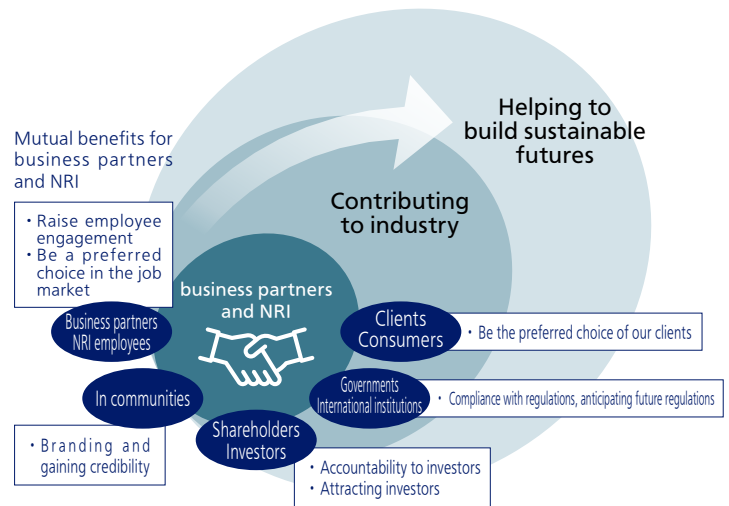 Helping to
build sustainable
futures
Mutual benefits for
business partners
and NRI
Contributing
to industry
・Raise employee
engagement
・Be a preferred
choice in the job
market
business partners
and NRI
Business partners
NRI employees
Clients
Consumers
・Be the preferred choice of our clients
In communities
Governments
International institutions
・Compliance with regulations, anticipating future regulations
Shareholders
Investors
・Branding and
gaining credibility
・Accountability to investors
・Attracting investors